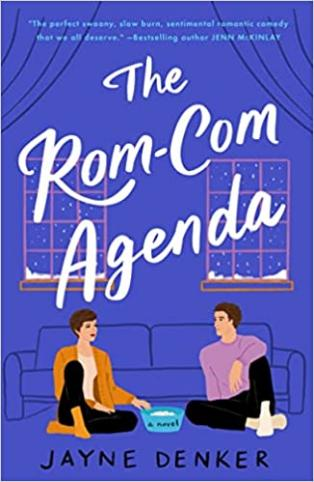 "The perfect swoony, slow burn, sentimental romantic comedy
that we all deserve." —Bestselling author JENN McKINLAY
The
Rom-Com
Agenda
a novel
JAYNE DENKER